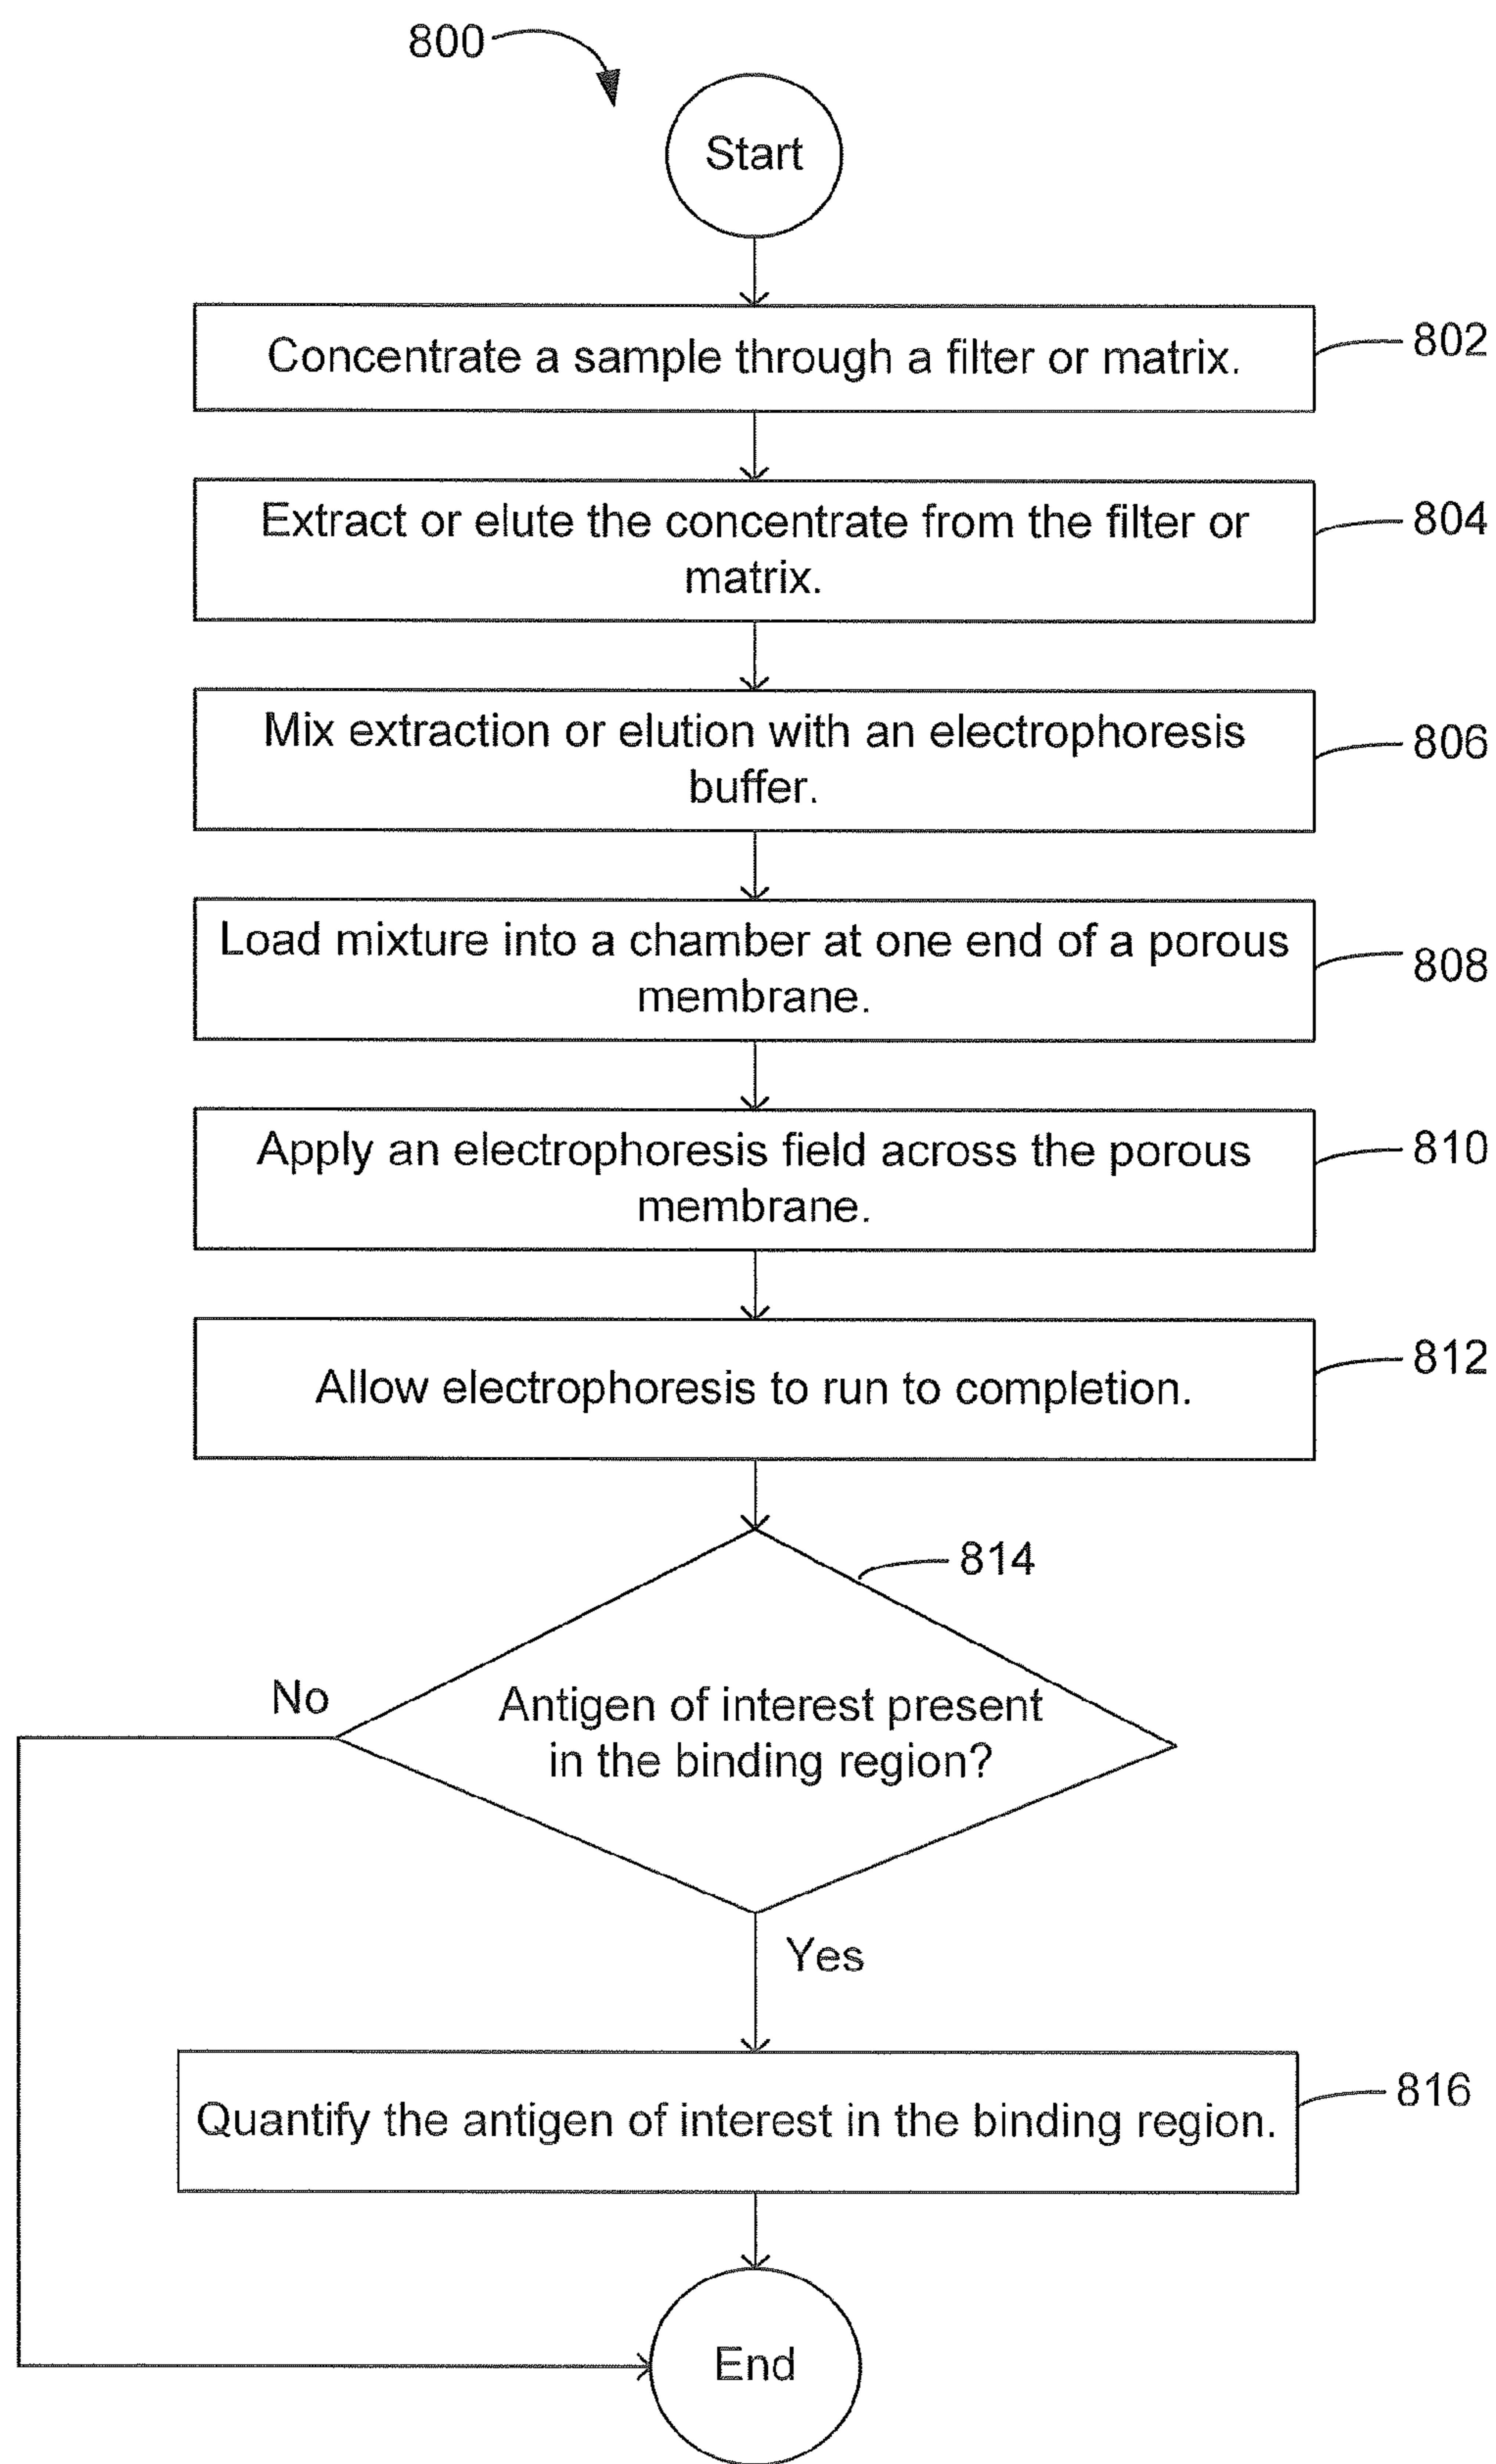 800
Start
Concentrate a sample through a filter or matrix.
802
Extract or elute the concentrate from the filter or
matrix.
804
Mix extraction or elution with an electrophoresis
buffer.
806
Load mixture into a chamber at one end of a porous
membrane.
808
Apply an electrophoresis field across the porous
membrane.
810
Allow electrophoresis to run to completion.
812
814
No
Antigen of interest present
in the binding region?
Yes
Quantify the antigen of interest in the binding region.
816
End